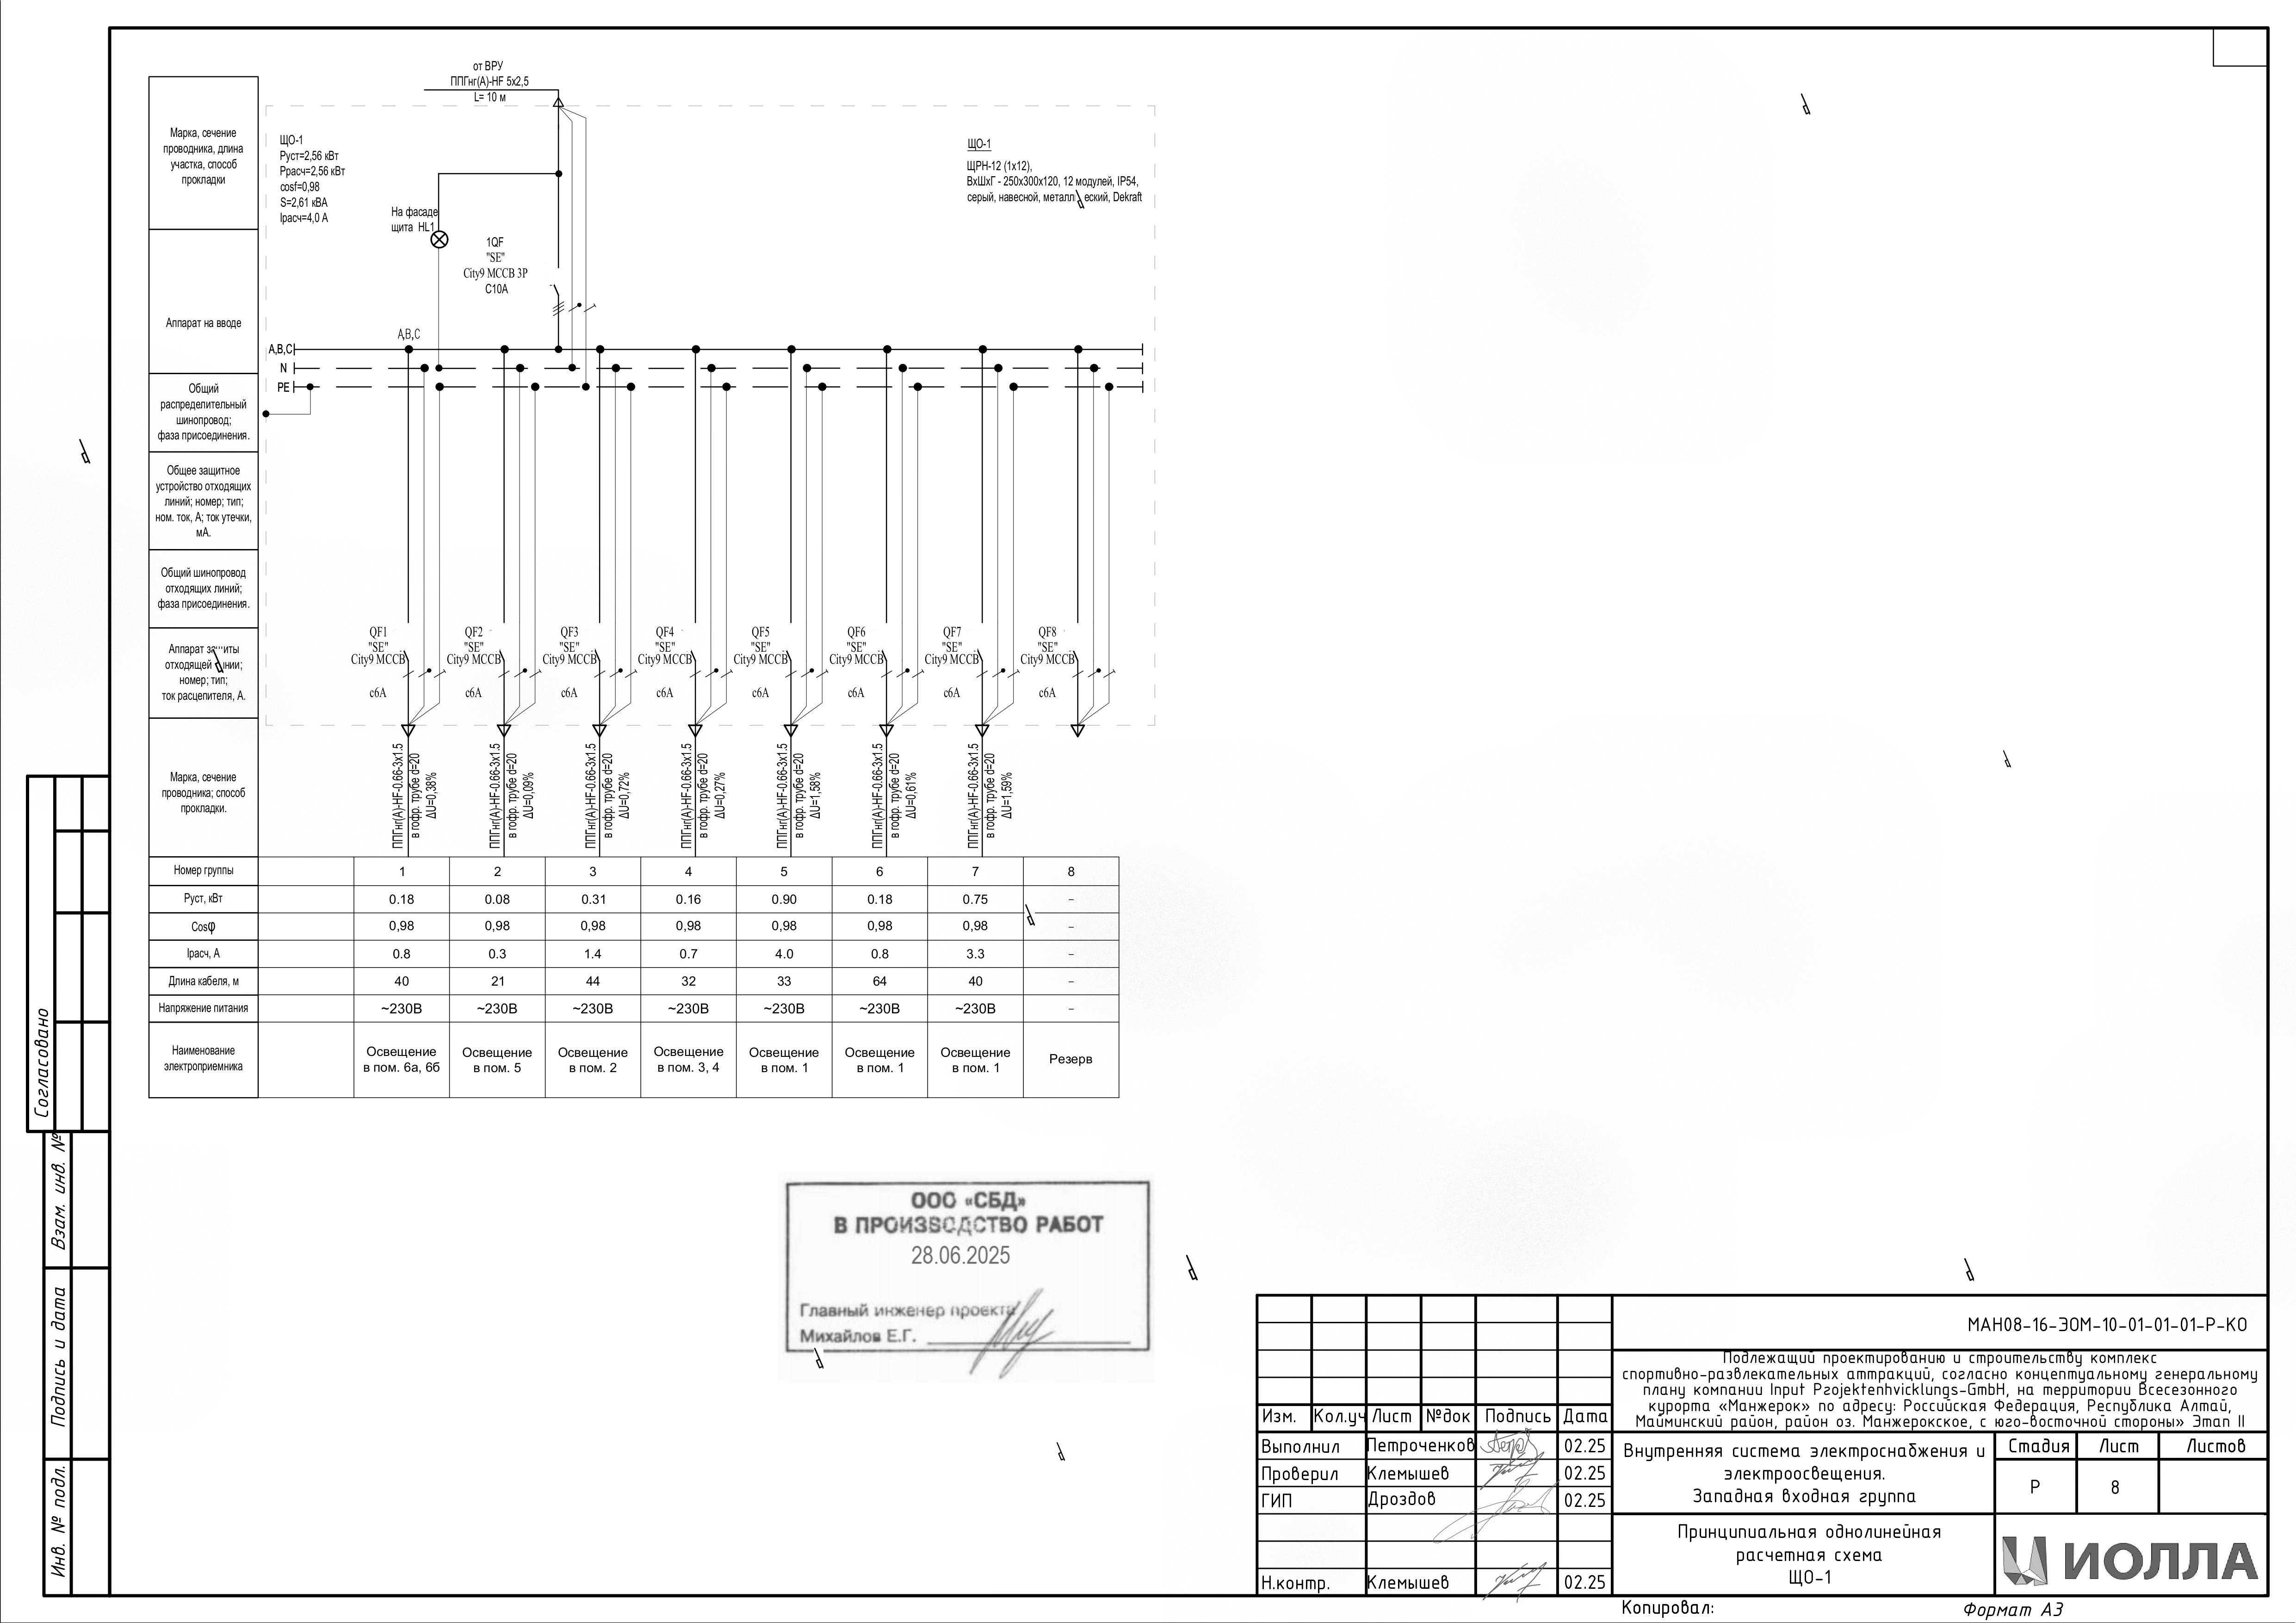 от ВРУ
ППГнг(А)-HF 5х2,5
L= 10 м
Марка, сечение
проводника, длина
участка, способ
прокладки
ЩО-1
Руст=2,56 кВт
Ррасч=2,56 кВт
cosf=0,98
S=2,61 кВА
Iрасч=4,0 А
ЩО-1
ЩРН-12 (1х12),
ВхШхГ - 250х300х120, 12 модулей, IP54,
серый, навесной, металл еский, Dekraft
На фасаде
щита HL1
1QF
"SE"
City9 MCCB 3P
C10A
Аппарат на вводе
A,B,C
A,B,C
N
PE
Общий
распределительный
шинопровод;
фаза присоединения.
Общее защитное
устройство отходящих
линий; номер; тип;
ном. ток, А; ток утечки,
мА.
Общий шинопровод
отходящих линий;
фаза присоединения.
Аппарат защиты
отходящей линии;
номер; тип;
ток расцепителя, А.
QF1 QF2 QF3 QF4 QF5 QF6 QF7 QF8
"SE" "SE" "SE" "SE" "SE" "SE" "SE" "SE"
City9 MCCB City9 MCCB City9 MCCB City9 MCCB City9 MCCB City9 MCCB City9 MCCB City9 MCCB
c6A c6A c6A c6A c6A c6A c6A c6A
Марка, сечение
проводника; способ
прокладки.
ППГнг(А)-HF-0.66-3х1.5
в гофр. трубе d=20
ΔU=0,38%
ППГнг(А)-HF-0.66-3х1.5
в гофр. трубе d=20
ΔU=0,09%
ППГнг(А)-HF-0.66-3х1.5
в гофр. трубе d=20
ΔU=0,72%
ППГнг(А)-HF-0.66-3х1.5
в гофр. трубе d=20
ΔU=0,27%
ППГнг(А)-HF-0.66-3х1.5
в гофр. трубе d=20
ΔU=1,58%
ППГнг(А)-HF-0.66-3х1.5
в гофр. трубе d=20
ΔU=0,61%
ППГнг(А)-HF-0.66-3х1.5
в гофр. трубе d=20
ΔU=1,59%
Номер группы 1 2 3 4 5 6 7 8
Руст, кВт 0.18 0.08 0.31 0.16 0.90 0.18 0.75 –
Cosφ 0,98 0,98 0,98 0,98 0,98 0,98 0,98 –
Iрасч, А 0.8 0.3 1.4 0.7 4.0 0.8 3.3 –
Длина кабеля, м 40 21 44 32 33 64 40 –
Напряжение питания ~230В ~230В ~230В ~230В ~230В ~230В ~230В –
Наименование
электроприемника
Освещение
в пом. 6а, 6б
Освещение
в пом. 5
Освещение
в пом. 2
Освещение
в пом. 3, 4
Освещение
в пом. 1
Освещение
в пом. 1
Освещение
в пом. 1
Резерв
Согласовано
Взам. инв. №
Подпись и дата
Инв. № подл.
ООО «СБД»
В ПРОИЗВОДСТВО РАБОТ
28.06.2025
Главный инженер проекта
Михайлов Е.Г.
МАН08-16-ЭОМ-10-01-01-01-Р-КО
Подлежащий проектированию и строительству комплекс
спортивно-развлекательных аттракций, согласно концептуальному генеральному
плану компании Input Projektenhvicklungs-GmbH, на территории Всесезонного
курорта «Манжерок» по адресу: Российская Федерация, Республика Алтай,
Майминский район, район оз. Манжерокское, с юго-восточной стороны» Этап II
Изм. Кол.уч Лист №док Подпись Дата
Выполнил Петроченков 02.25
Проверил Клемышев 02.25
ГИП Дроздов 02.25
Н.контр. Клемышев 02.25
Внутренняя система электроснабжения и
электроосвещения.
Западная входная группа
Стадия Лист Листов
Р 8
Принципиальная однолинейная
расчетная схема
ЩО-1
ИОЛЛА
Копировал:
Формат А3